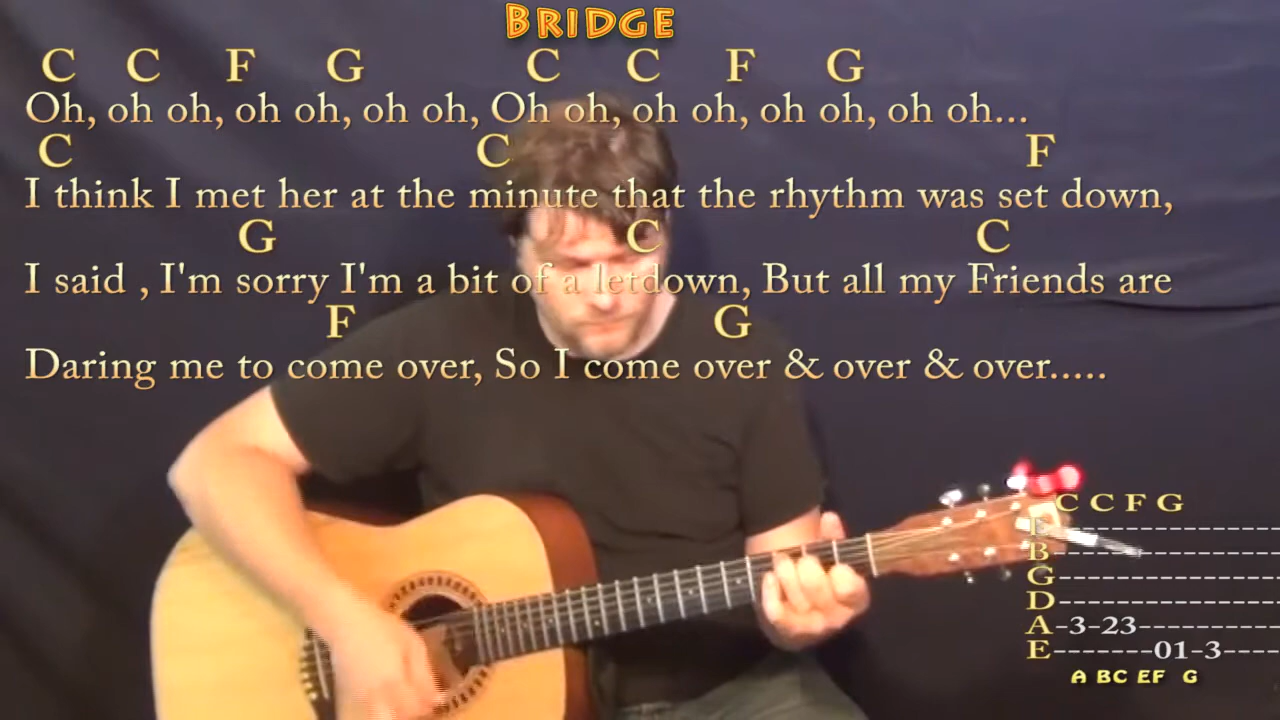 BRIDGE
C C F G C C F G
Oh, oh oh, oh oh, oh oh, Oh oh, oh oh, oh oh, oh oh...
C C F
I think I met her at the minute that the rhythm was set down,
G C C
I said , I'm sorry I'm a bit of a letdown, But all my Friends are
F G
Daring me to come over, So I come over & over & over.....
C C F G
E----------------
B----------------
G----------------
D----------------
A-3-23----------
E-------01-3----
A BC EF G